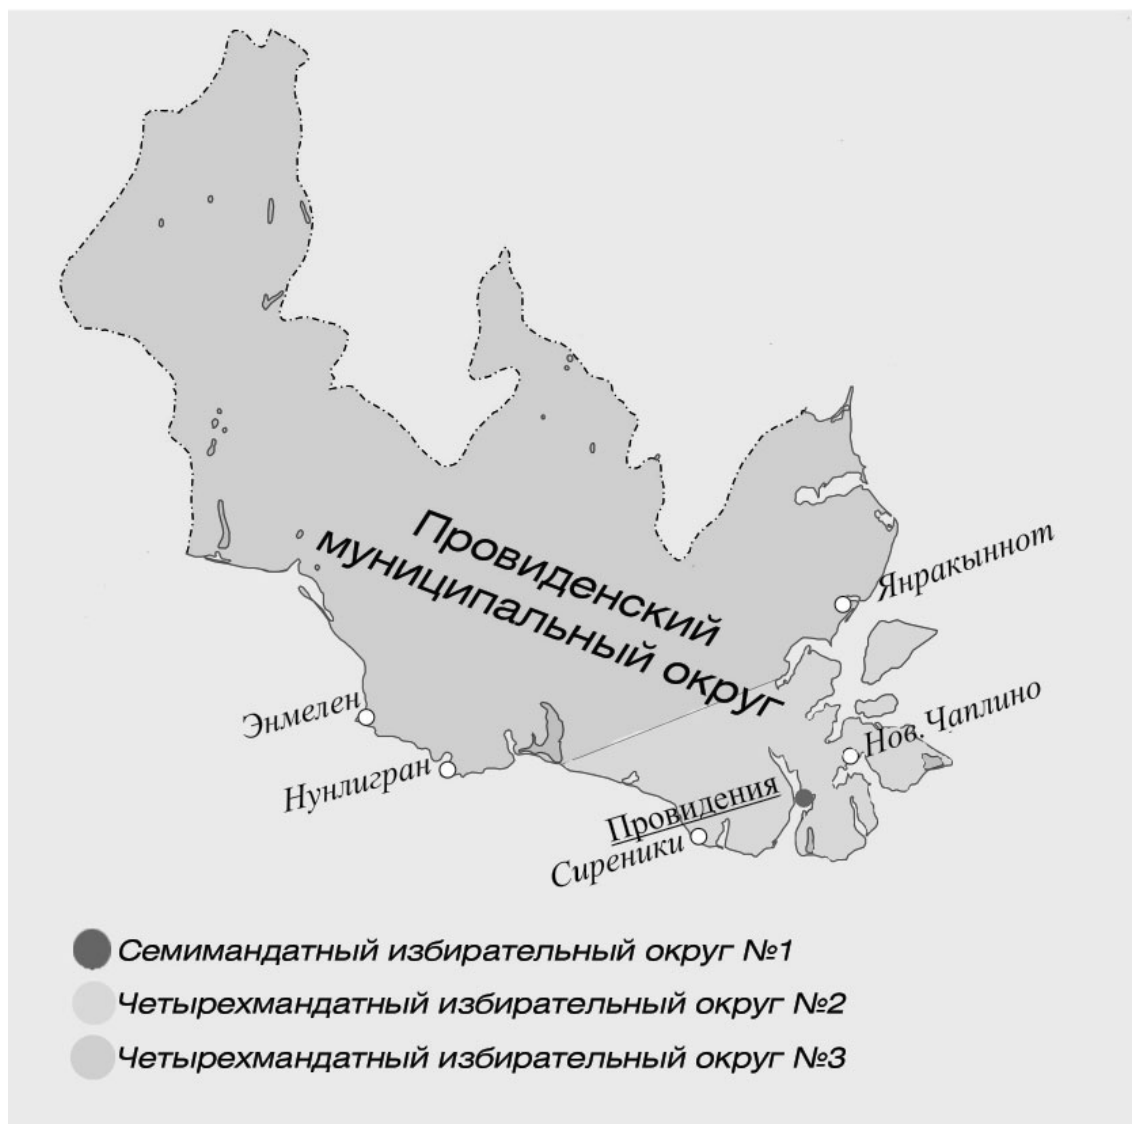 Провиденский
муниципальный округ
Янракыннот
Энмелен
Нов.Чаплино
Нунлигран
Провидения
Сиреники
Семимандатный избирательный округ №1
Четырехмандатный избирательный округ №2
Четырехмандатный избирательный округ №3